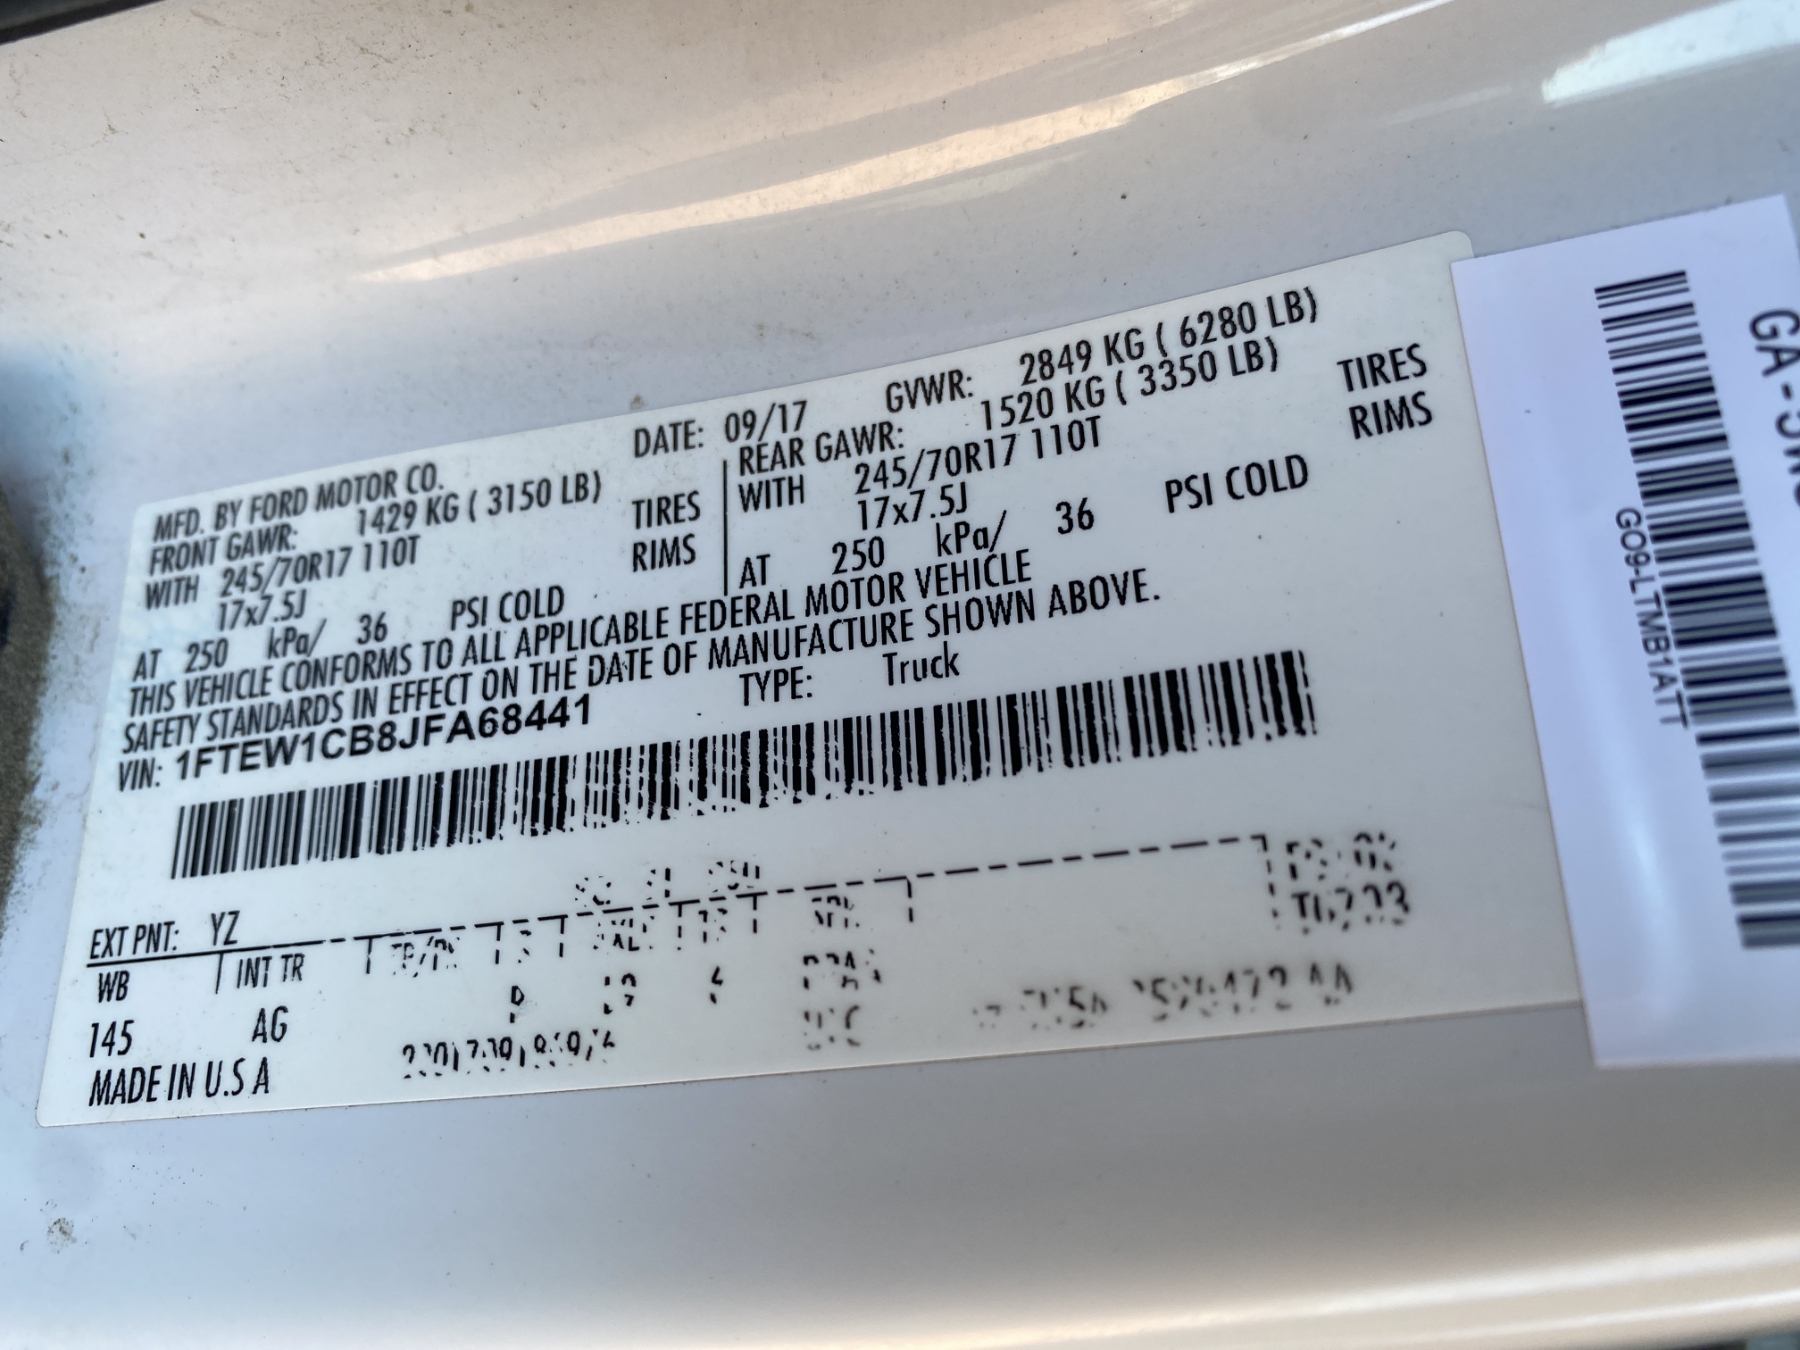 MFD. BY FORD MOTOR CO.
DATE: 09/17
GVWR: 2849 KG ( 6280 LB)
FRONT GAWR: 1429 KG ( 3150 LB)
WITH 245/70R17 110T TIRES
17x7.5J RIMS
AT 250 kPa/ 36 PSI COLD
REAR GAWR: 1520 KG ( 3350 LB)
WITH 245/70R17 110T TIRES
17x7.5J RIMS
AT 250 kPa/ 36 PSI COLD
THIS VEHICLE CONFORMS TO ALL APPLICABLE FEDERAL MOTOR VEHICLE
SAFETY STANDARDS IN EFFECT ON THE DATE OF MANUFACTURE SHOWN ABOVE.
VIN: 1FTEW1CB8JFA68441 TYPE: Truck
EXT PNT: YZ
WB INT TR
145 AG
MADE IN U.S A
GO9-LTMB1ATT